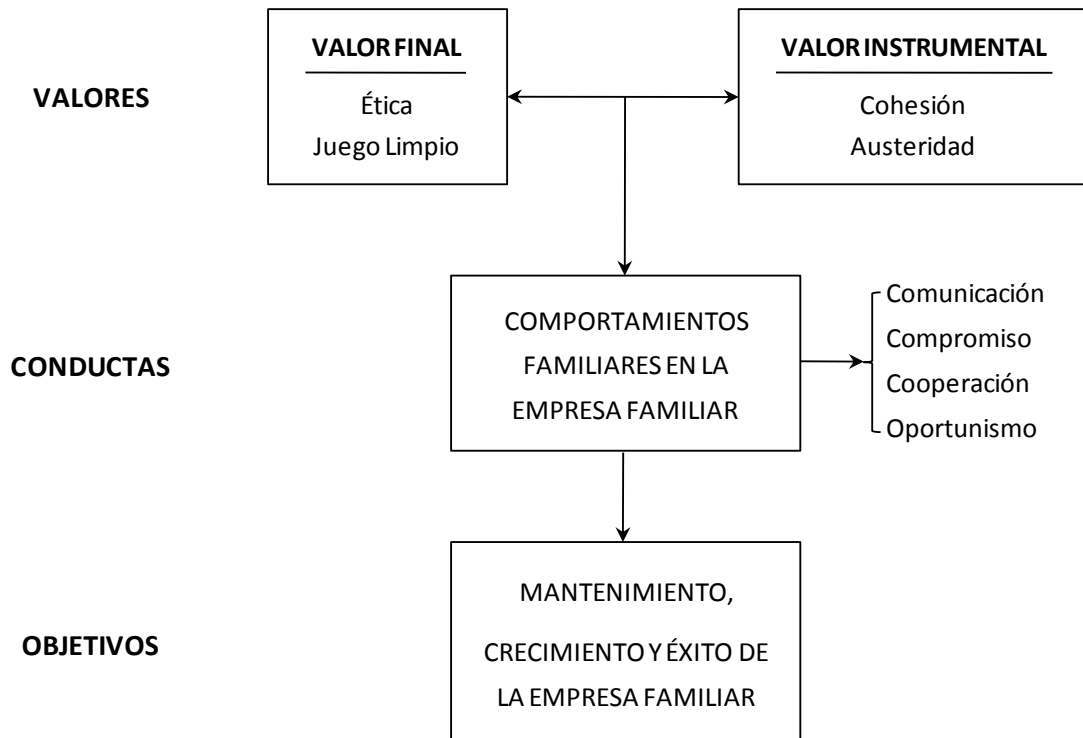 VALORES
VALOR FINAL
Ética
Juego Limpio
VALOR INSTRUMENTAL
Cohesión
Austeridad
CONDUCTAS
COMPORTAMIENTOS
FAMILIARES EN LA
EMPRESA FAMILIAR
Comunicación
Compromiso
Cooperación
Oportunismo
OBJETIVOS
MANTENIMIENTO,
CRECIMIENTO Y ÉXITO DE
LA EMPRESA FAMILIAR